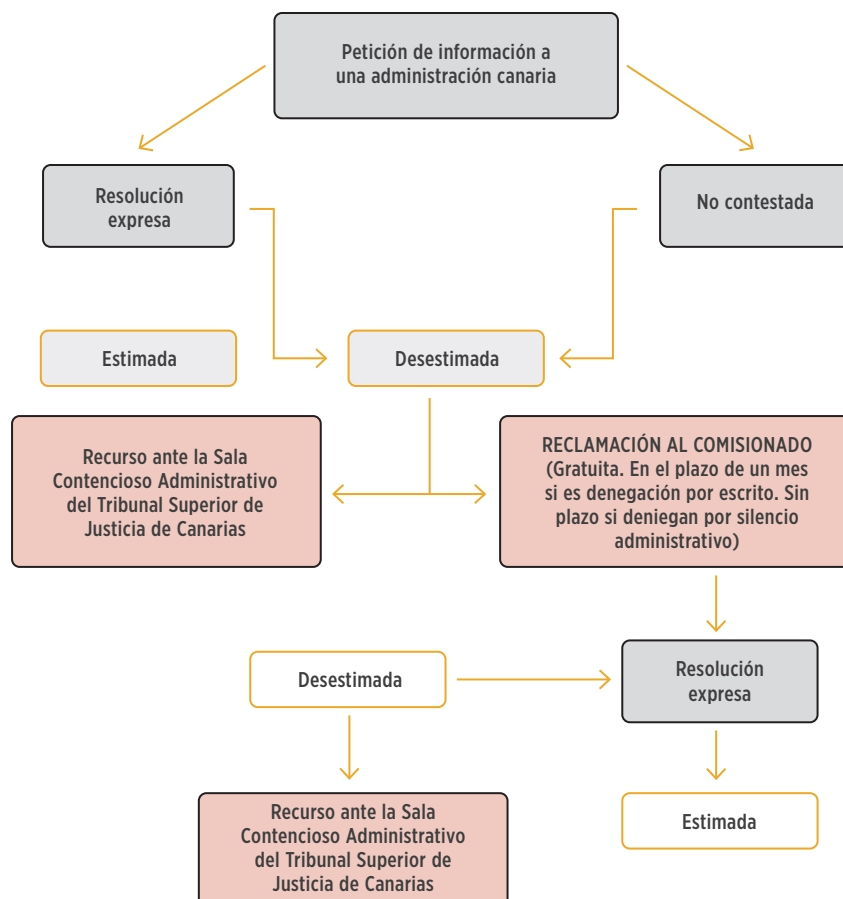 Petición de información a
una administración canaria
Resolución
expresa
No contestada
Estimada
Desestimada
Recurso ante la Sala
Contencioso Administrativo
del Tribunal Superior de
Justicia de Canarias
RECLAMACIÓN AL COMISIONADO
(Gratuita. En el plazo de un mes
si es denegación por escrito. Sin
plazo si deniegan por silencio
administrativo)
Desestimada
Resolución
expresa
Recurso ante la Sala
Contencioso Administrativo
del Tribunal Superior de
Justicia de Canarias
Estimada